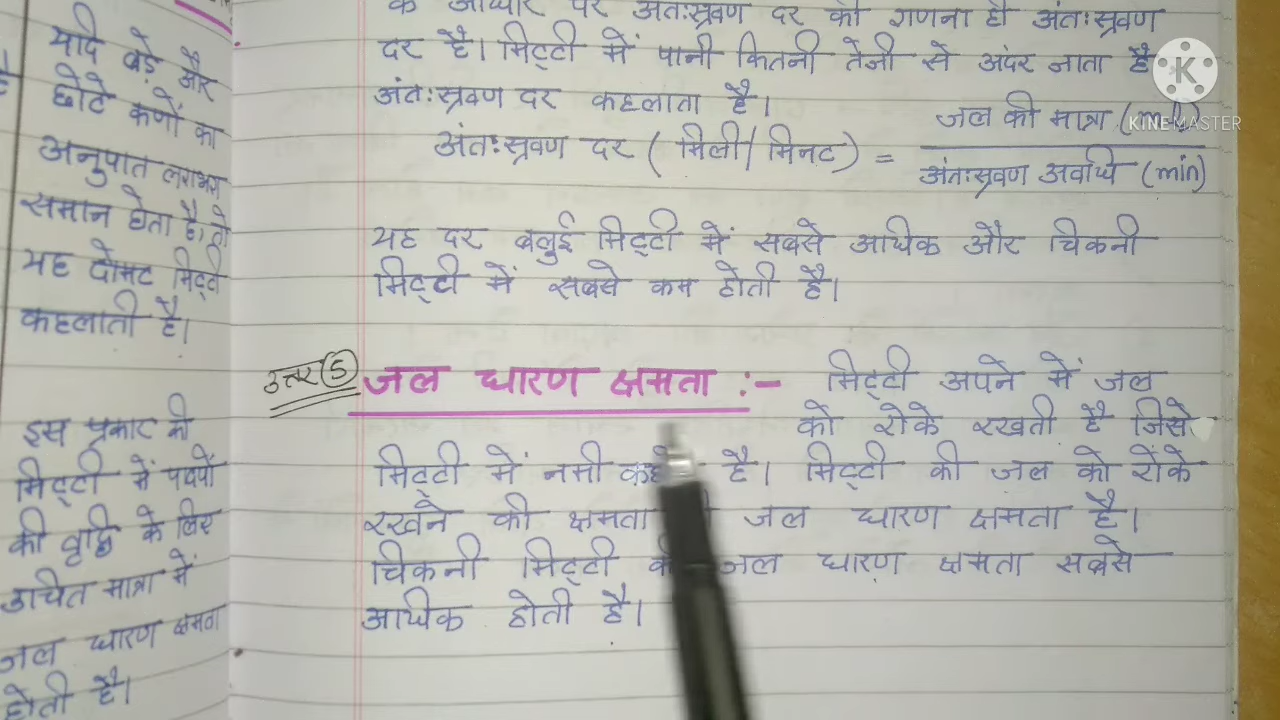 यदि बड़े और
छोटे कणों का
अनुपात लगभग
समान होता है, तो
यह दोमट मिट्टी
कहलाती है।
इस प्रकार की
मिट्टी में पादपों
की वृद्धि के लिए
उचित मात्रा में
जल धारण क्षमता
होती है।
के आधार पर अंतःस्रवण दर की गणना ही अंतःस्रवण
दर है। मिट्टी में पानी कितनी तेजी से अंदर जाता है
अंतःस्रवण दर कहलाता है।
अंतःस्रवण दर ( मिली/मिनट) = जल की मात्रा (ml)
अंतःस्रवण अवधि (min)
यह दर बलुई मिट्टी में सबसे अधिक और चिकनी
मिट्टी में सबसे कम होती है।
उत्तर (5) जल धारण क्षमता :- मिट्टी अपने में जल
को रोके रखती है जिसे
मिट्टी में नमी है। मिट्टी की जल को रोंके
रखने की क्षमता जल धारण क्षमता है।
चिकनी मिट्टी जल धारण क्षमता सबसे
अधिक होती है।
K
KINEMASTER